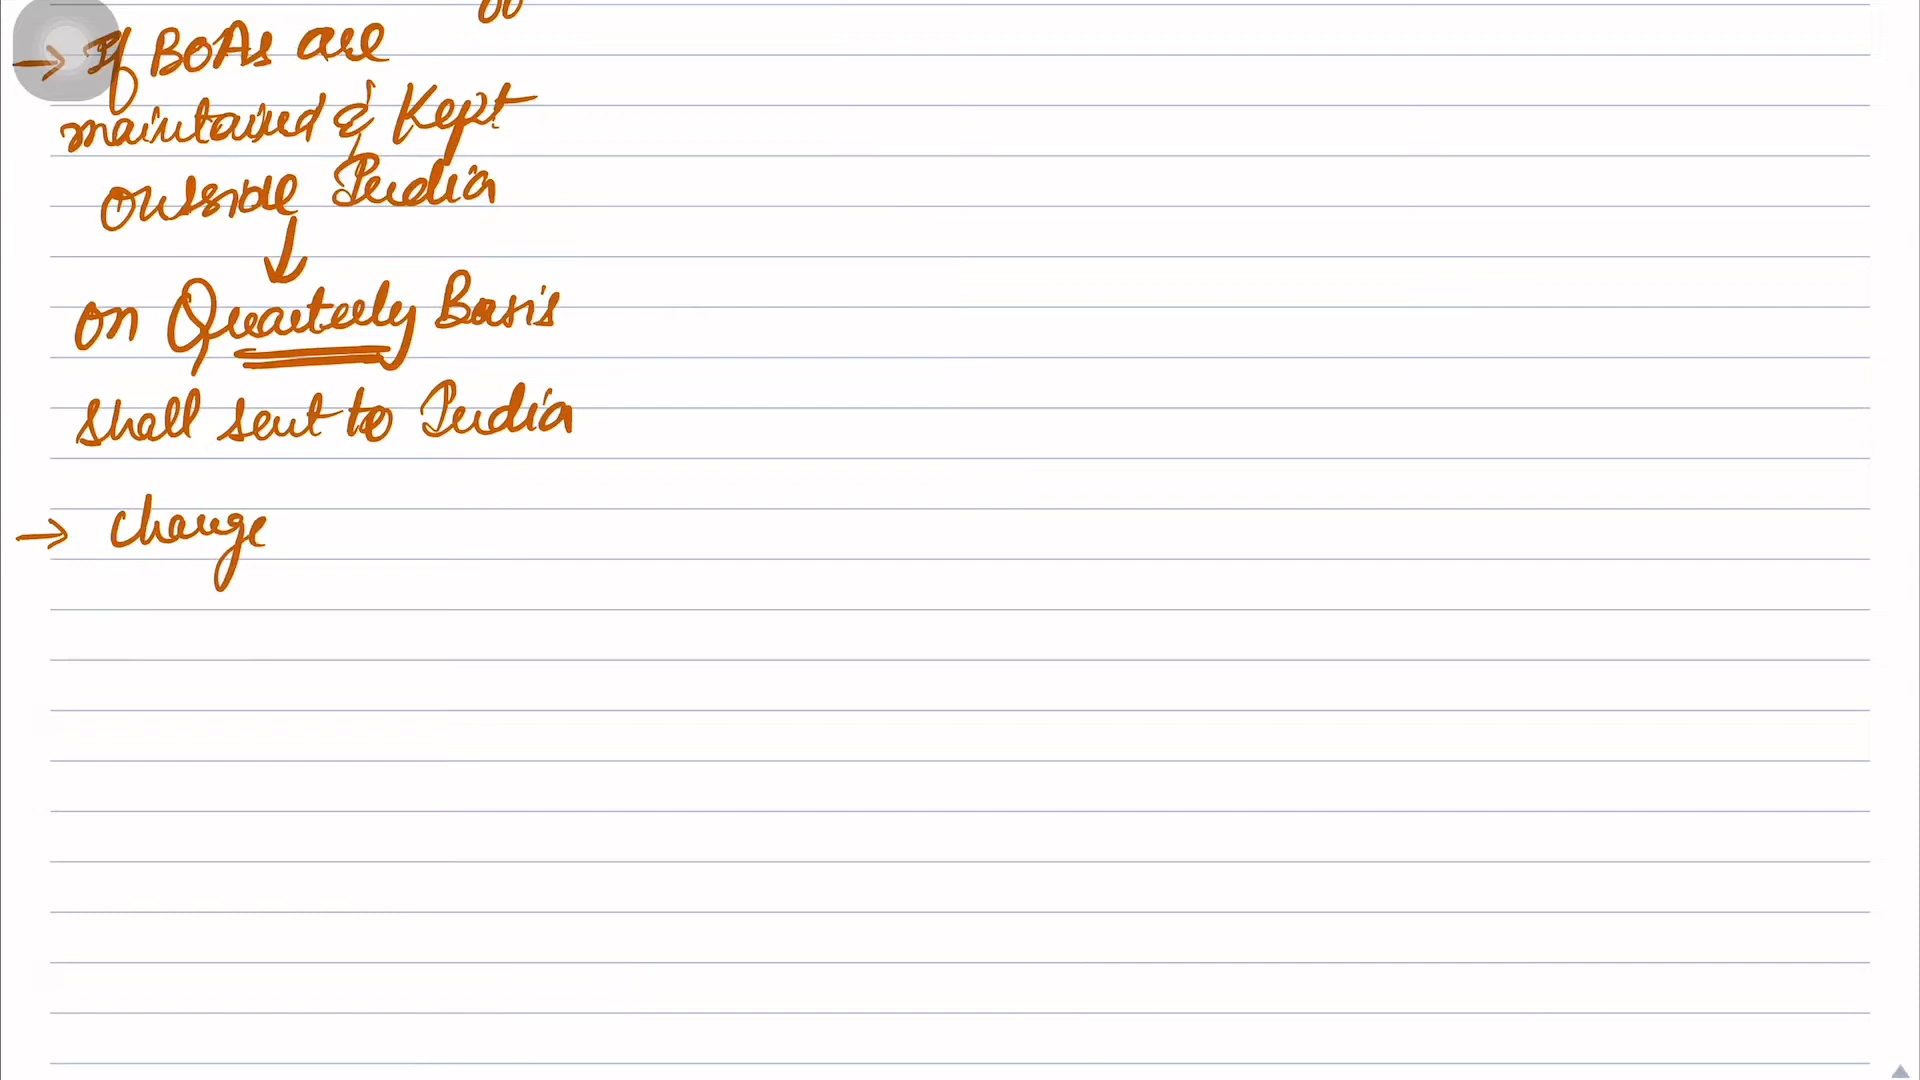 → If BOAs are
maintained & Kept
outside India
↓
on Quarterly Basis
shall sent to India
→ change